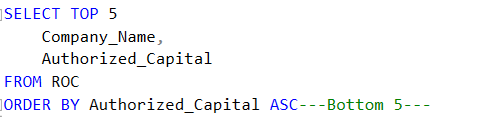 SELECT TOP 5
Company_Name,
Authorized_Capital
FROM ROC
ORDER BY Authorized_Capital ASC---Bottom 5---